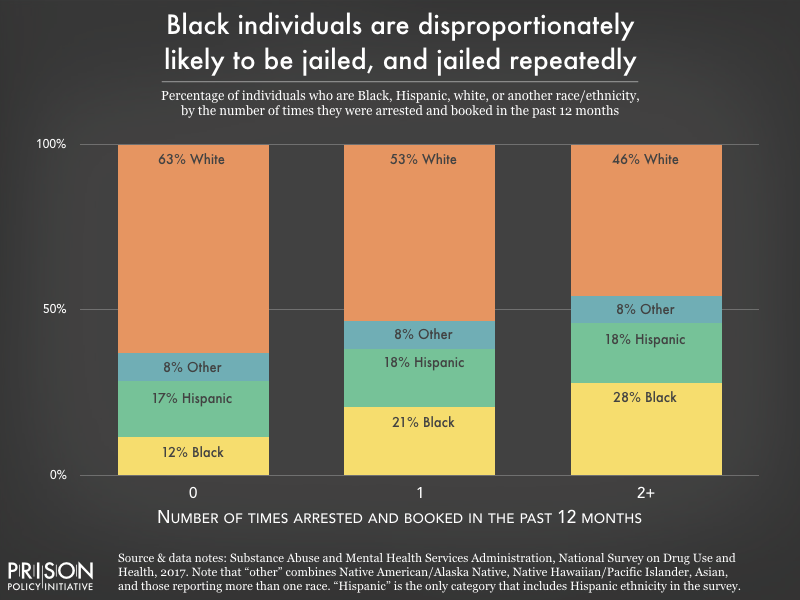 Black individuals are disproportionately
likely to be jailed, and jailed repeatedly
Percentage of individuals who are Black, Hispanic, white, or another race/ethnicity,
by the number of times they were arrested and booked in the past 12 months
100%
63% White
53% White
46% White
50%
8% Other
8% Other
8% Other
17% Hispanic
18% Hispanic
18% Hispanic
12% Black
21% Black
28% Black
0%
0
1
2+
NUMBER OF TIMES ARRESTED AND BOOKED IN THE PAST 12 MONTHS
PRISON
POLICY INITIATIVE
Source & data notes: Substance Abuse and Mental Health Services Administration, National Survey on Drug Use and
Health, 2017. Note that “other” combines Native American/Alaska Native, Native Hawaiian/Pacific Islander, Asian,
and those reporting more than one race. “Hispanic” is the only category that includes Hispanic ethnicity in the survey.